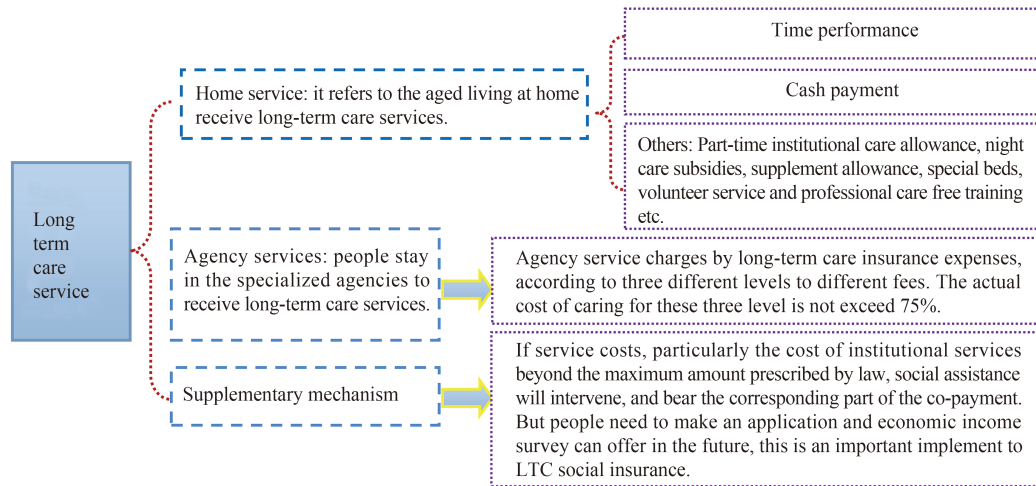 Long
term
care
service
Home service: it refers to the aged living at home
receive long-term care services.
Time performance
Cash payment
Others: Part-time institutional care allowance, night
care subsidies, supplement allowance, special beds,
volunteer service and professional care free training
etc.
Agency services: people stay
in the specialized agencies to
receive long-term care services.
Agency service charges by long-term care insurance expenses,
according to three different levels to different fees. The actual
cost of caring for these three level is not exceed 75%.
Supplementary mechanism
If service costs, particularly the cost of institutional services
beyond the maximum amount prescribed by law, social assistance
will intervene, and bear the corresponding part of the co-payment.
But people need to make an application and economic income
survey can offer in the future, this is an important implement to
LTC social insurance.